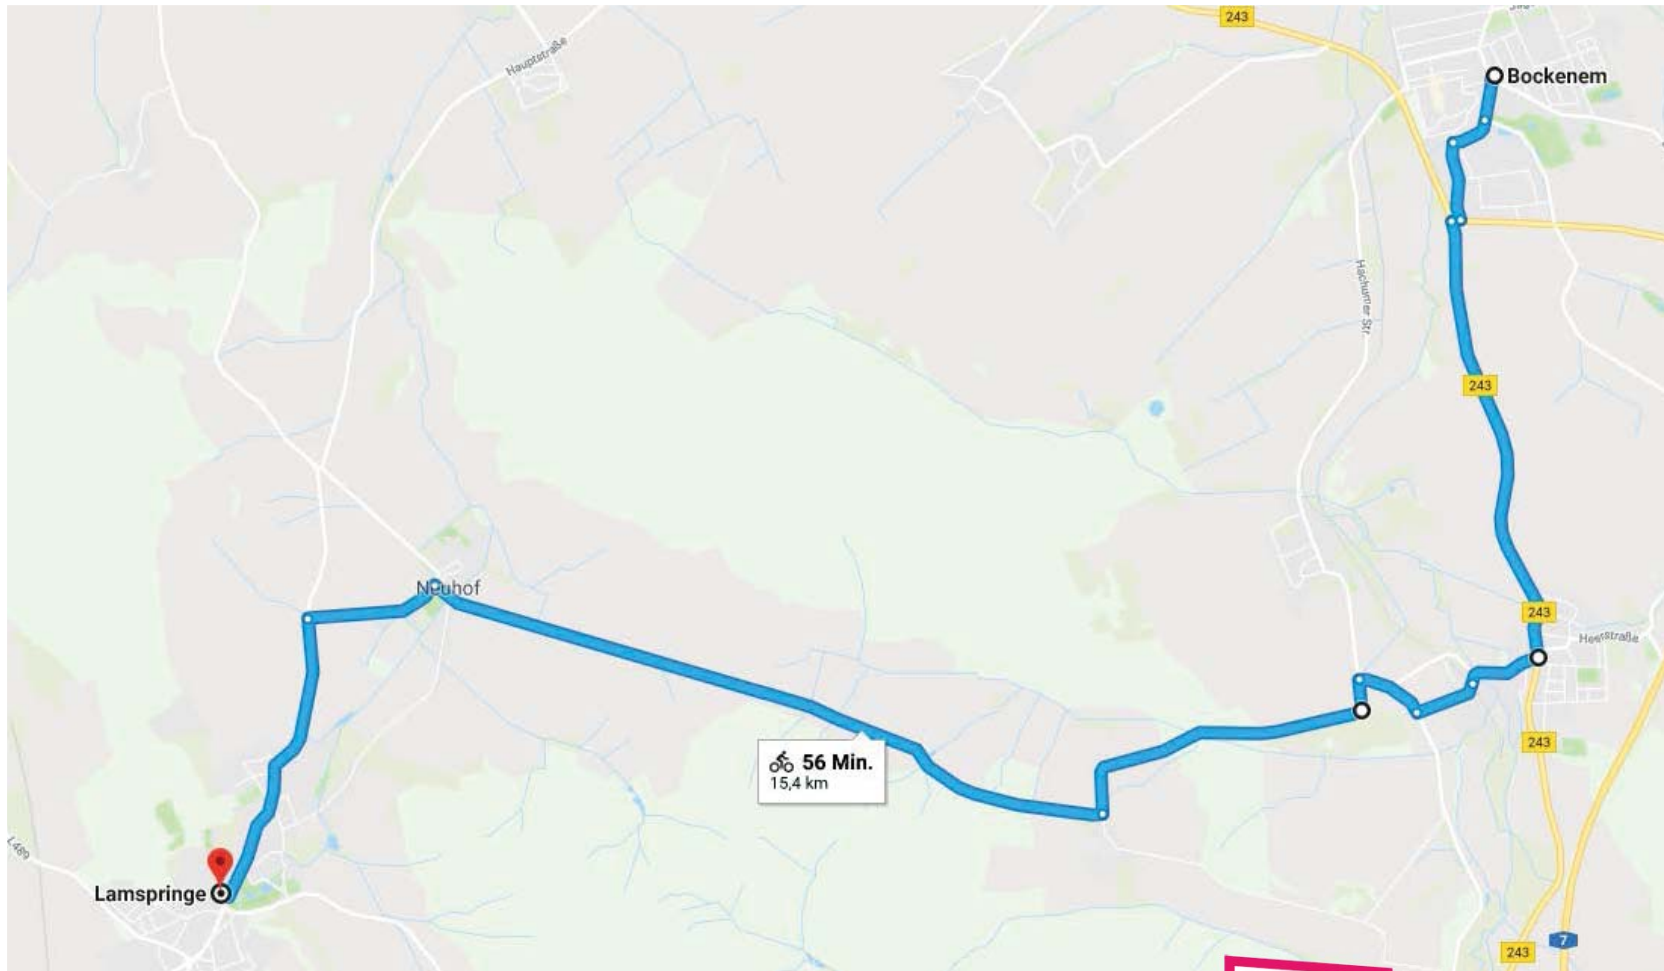 243
Bockenem
Hauptstraße
Hachumer Str.
243
Neuhof
243
Heerstraße
243
56 Min.
15,4 km
L489
Lamspringe
7
243